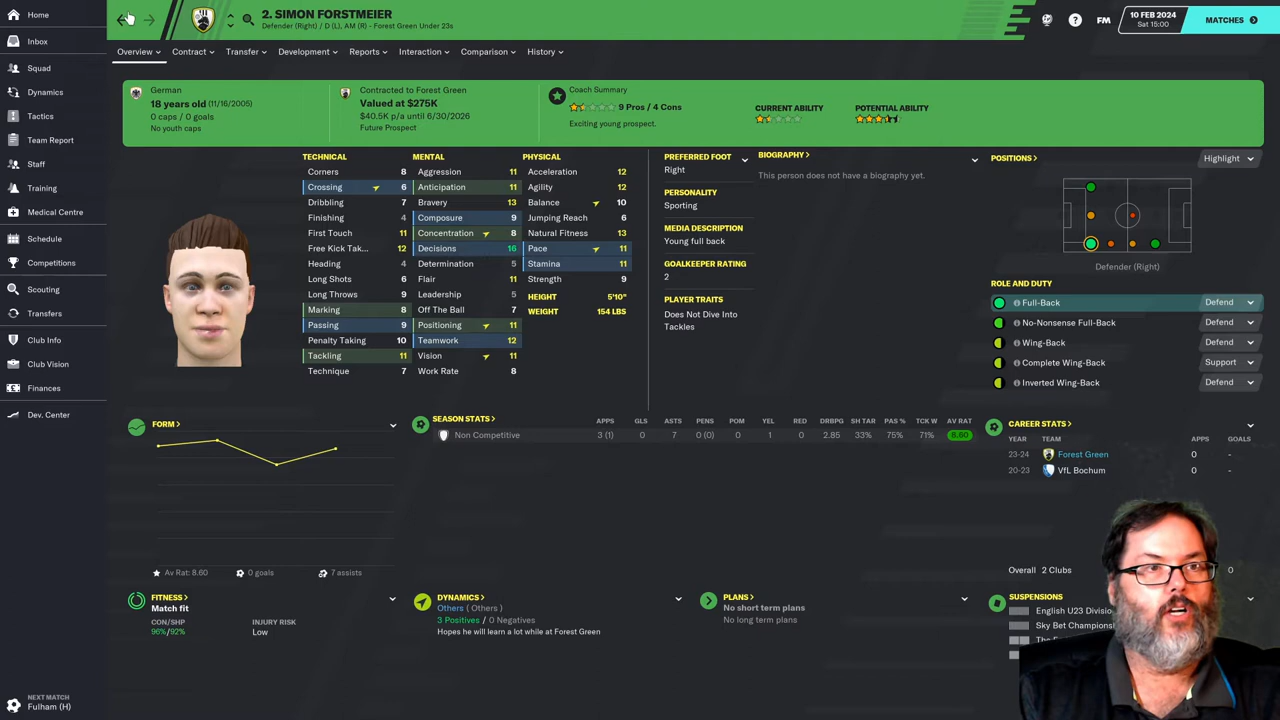 Home
Inbox
Squad
Dynamics
Tactics
Team Report
Staff
Training
Medical Centre
Schedule
Competitions
Scouting
Transfers
Club Info
Club Vision
Finances
Dev. Center
NEXT MATCH
Fulham (H)
2. SIMON FORSTMEIER
Defender (Right) / D (L), AM (R) - Forest Green Under 23s
FM
10 FEB 2024
Sat 15:00
MATCHES
Overview
Contract
Transfer
Development
Reports
Interaction
Comparison
History
German
18 years old (11/16/2005)
0 caps / 0 goals
No youth caps
Contracted to Forest Green
Valued at $275K
$40.5K p/a until 6/30/2026
Future Prospect
Coach Summary
9 Pros / 4 Cons
Exciting young prospect.
CURRENT ABILITY
POTENTIAL ABILITY
TECHNICAL
Corners 8
Crossing 6
Dribbling 7
Finishing 4
First Touch 11
Free Kick Tak... 12
Heading 4
Long Shots 6
Long Throws 9
Marking 8
Passing 9
Penalty Taking 10
Tackling 11
Technique 7
MENTAL
Aggression 11
Anticipation 11
Bravery 13
Composure 9
Concentration 8
Decisions 16
Determination 5
Flair 11
Leadership 5
Off The Ball 7
Positioning 11
Teamwork 12
Vision 11
Work Rate 8
PHYSICAL
Acceleration 12
Agility 12
Balance 10
Jumping Reach 6
Natural Fitness 13
Pace 11
Stamina 11
Strength 9
HEIGHT 5'10"
WEIGHT 154 LBS
PREFERRED FOOT
Right
PERSONALITY
Sporting
MEDIA DESCRIPTION
Young full back
GOALKEEPER RATING
2
PLAYER TRAITS
Does Not Dive Into
Tackles
BIOGRAPHY
This person does not have a biography yet.
POSITIONS
Highlight
Defender (Right)
ROLE AND DUTY
Full-Back Defend
No-Nonsense Full-Back Defend
Wing-Back Defend
Complete Wing-Back Support
Inverted Wing-Back Defend
FORM
Av Rat: 8.60
0 goals
7 assists
SEASON STATS APPS GLS ASTS PENS POM YEL RED DRBPG SH TAR PAS % TCK W AV RAT
Non Competitive 3 (1) 0 7 0 (0) 0 1 0 2.85 33% 75% 71% 8.60
CAREER STATS
YEAR TEAM APPS GOALS
23-24 Forest Green 0 -
20-23 VfL Bochum 0 -
Overall 2 Clubs 0
FITNESS
Match fit
CON/SHP
96%/92%
INJURY RISK
Low
DYNAMICS
Others ( Others )
3 Positives / 0 Negatives
Hopes he will learn a lot while at Forest Green
PLANS
No short term plans
No long term plans
SUSPENSIONS
English U23 Divisio
Sky Bet Champions